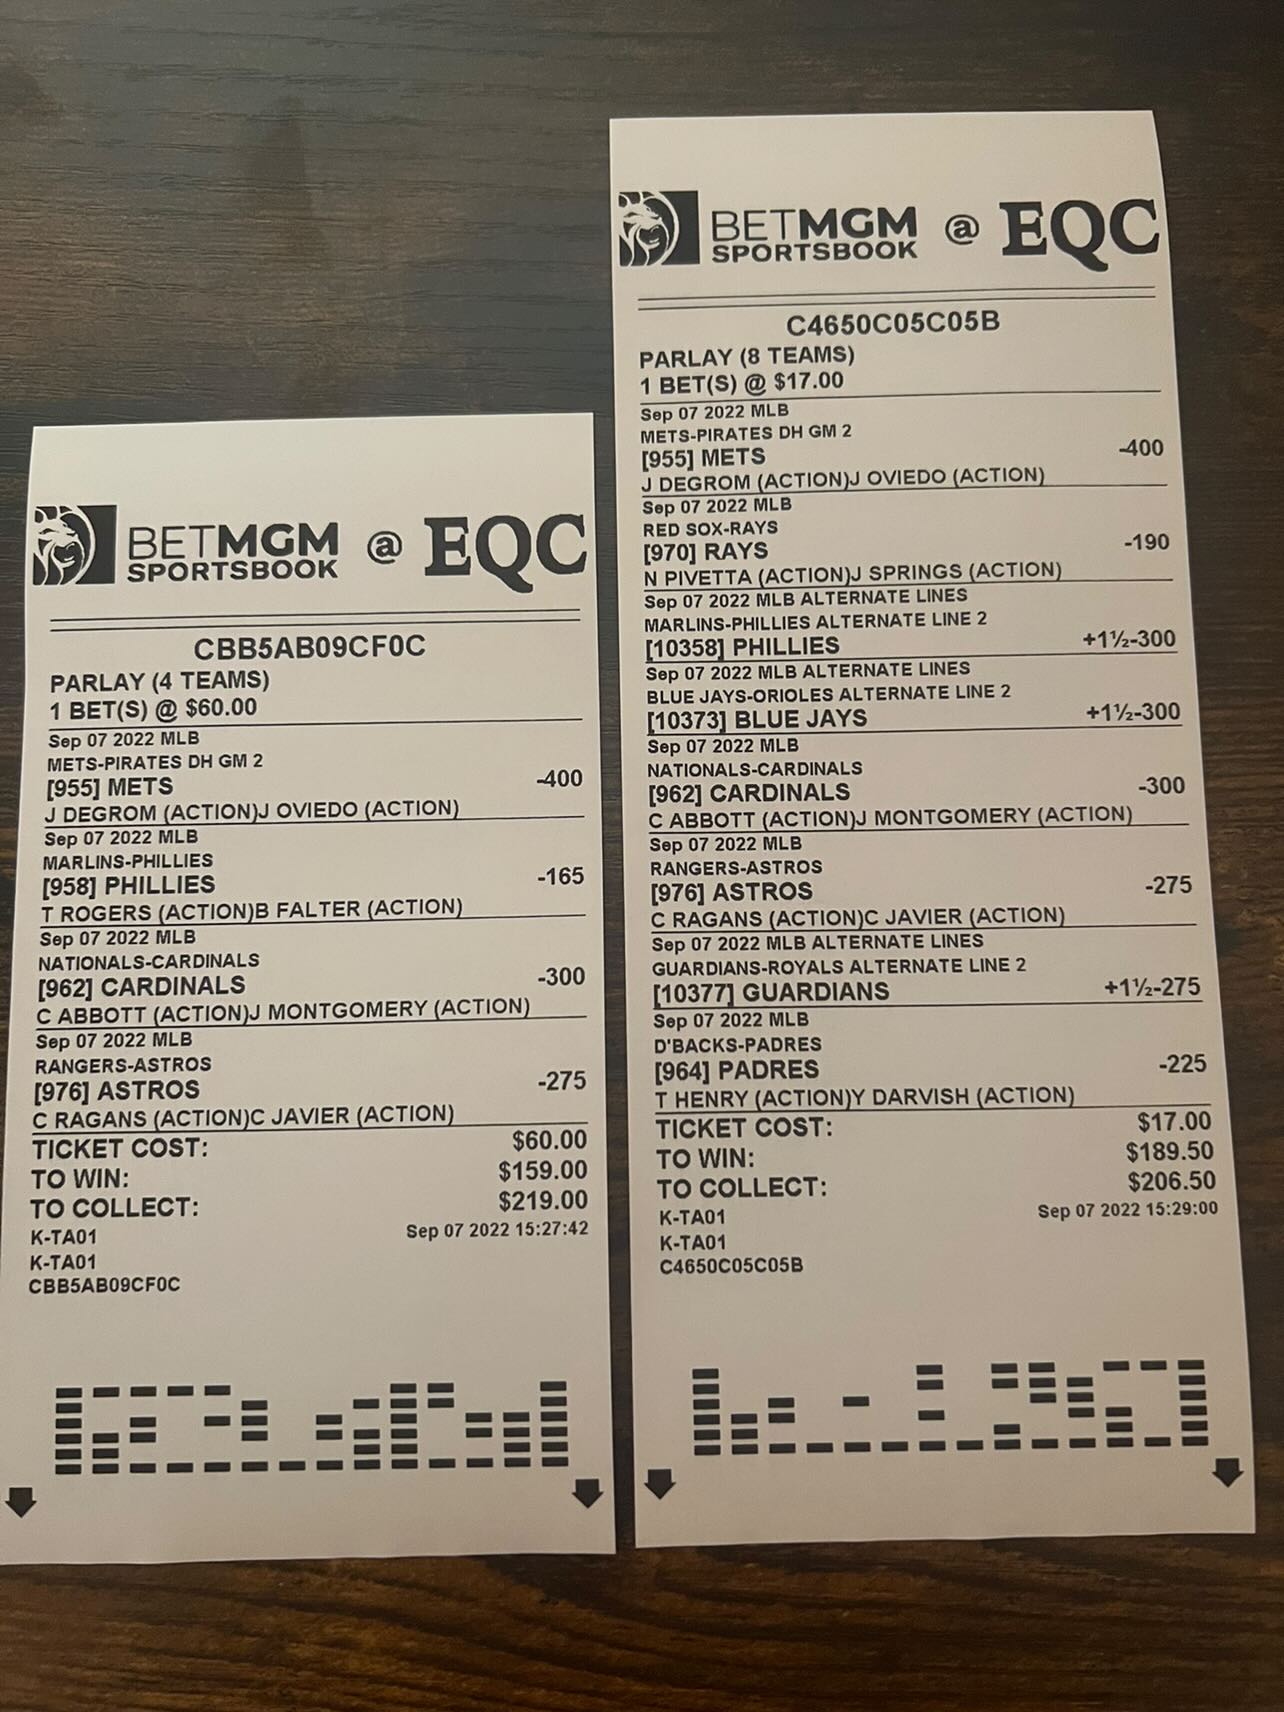 BETMGM
SPORTSBOOK
@ EQC
CBB5AB09CF0C
PARLAY (4 TEAMS)
1 BET(S) @ $60.00
Sep 07 2022 MLB
METS-PIRATES DH GM 2
[955] METS -400
J DEGROM (ACTION)J OVIEDO (ACTION)
Sep 07 2022 MLB
MARLINS-PHILLIES
[958] PHILLIES -165
T ROGERS (ACTION)B FALTER (ACTION)
Sep 07 2022 MLB
NATIONALS-CARDINALS
[962] CARDINALS -300
C ABBOTT (ACTION)J MONTGOMERY (ACTION)
Sep 07 2022 MLB
RANGERS-ASTROS
[976] ASTROS -275
C RAGANS (ACTION)C JAVIER (ACTION)
TICKET COST: $60.00
TO WIN: $159.00
TO COLLECT: $219.00
K-TA01 Sep 07 2022 15:27:42
K-TA01
CBB5AB09CF0C
BETMGM
SPORTSBOOK
@ EQC
C4650C05C05B
PARLAY (8 TEAMS)
1 BET(S) @ $17.00
Sep 07 2022 MLB
METS-PIRATES DH GM 2
[955] METS -400
J DEGROM (ACTION)J OVIEDO (ACTION)
Sep 07 2022 MLB
RED SOX-RAYS
[970] RAYS -190
N PIVETTA (ACTION)J SPRINGS (ACTION)
Sep 07 2022 MLB ALTERNATE LINES
MARLINS-PHILLIES ALTERNATE LINE 2
[10358] PHILLIES +1½-300
Sep 07 2022 MLB ALTERNATE LINES
BLUE JAYS-ORIOLES ALTERNATE LINE 2
[10373] BLUE JAYS +1½-300
Sep 07 2022 MLB
NATIONALS-CARDINALS
[962] CARDINALS -300
C ABBOTT (ACTION)J MONTGOMERY (ACTION)
Sep 07 2022 MLB
RANGERS-ASTROS
[976] ASTROS -275
C RAGANS (ACTION)C JAVIER (ACTION)
Sep 07 2022 MLB ALTERNATE LINES
GUARDIANS-ROYALS ALTERNATE LINE 2
[10377] GUARDIANS +1½-275
Sep 07 2022 MLB
D'BACKS-PADRES
[964] PADRES -225
T HENRY (ACTION)Y DARVISH (ACTION)
TICKET COST: $17.00
TO WIN: $189.50
TO COLLECT: $206.50
K-TA01 Sep 07 2022 15:29:00
K-TA01
C4650C05C05B